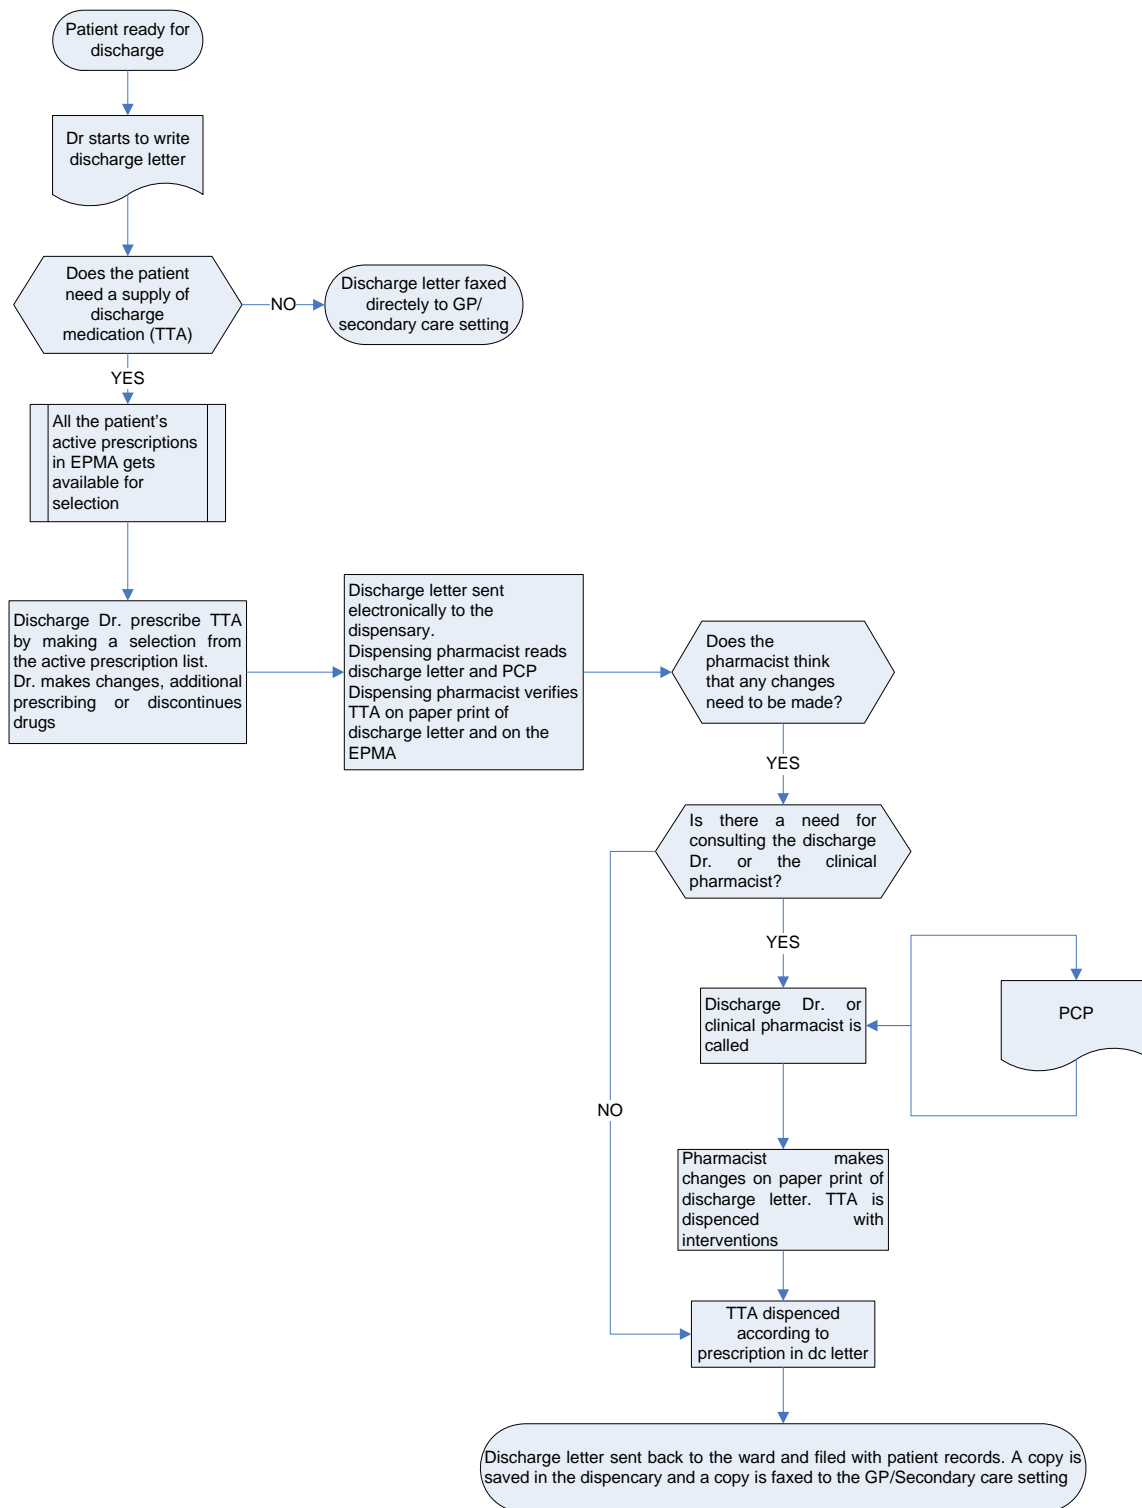 Patient ready for
discharge
Dr starts to write
discharge letter
Does the patient
need a supply of
discharge
medication (TTA)
NO
Discharge letter faxed
directely to GP/
secondary care setting
YES
All the patient’s
active prescriptions
in EPMA gets
available for
selection
Discharge Dr. prescribe TTA
by making a selection from
the active prescription list.
Dr. makes changes, additional
prescribing or discontinues
drugs
Discharge letter sent
electronically to the
dispensary.
Dispensing pharmacist reads
discharge letter and PCP
Dispensing pharmacist verifies
TTA on paper print of
discharge letter and on the
EPMA
Does the
pharmacist think
that any changes
need to be made?
YES
Is there a need for
consulting the discharge
Dr. or the clinical
pharmacist?
YES
Discharge Dr. or
clinical pharmacist is
called
PCP
NO
Pharmacist makes
changes on paper print of
discharge letter. TTA is
dispenced with
interventions
TTA dispenced
according to
prescription in dc letter
Discharge letter sent back to the ward and filed with patient records. A copy is
saved in the dispencary and a copy is faxed to the GP/Secondary care setting